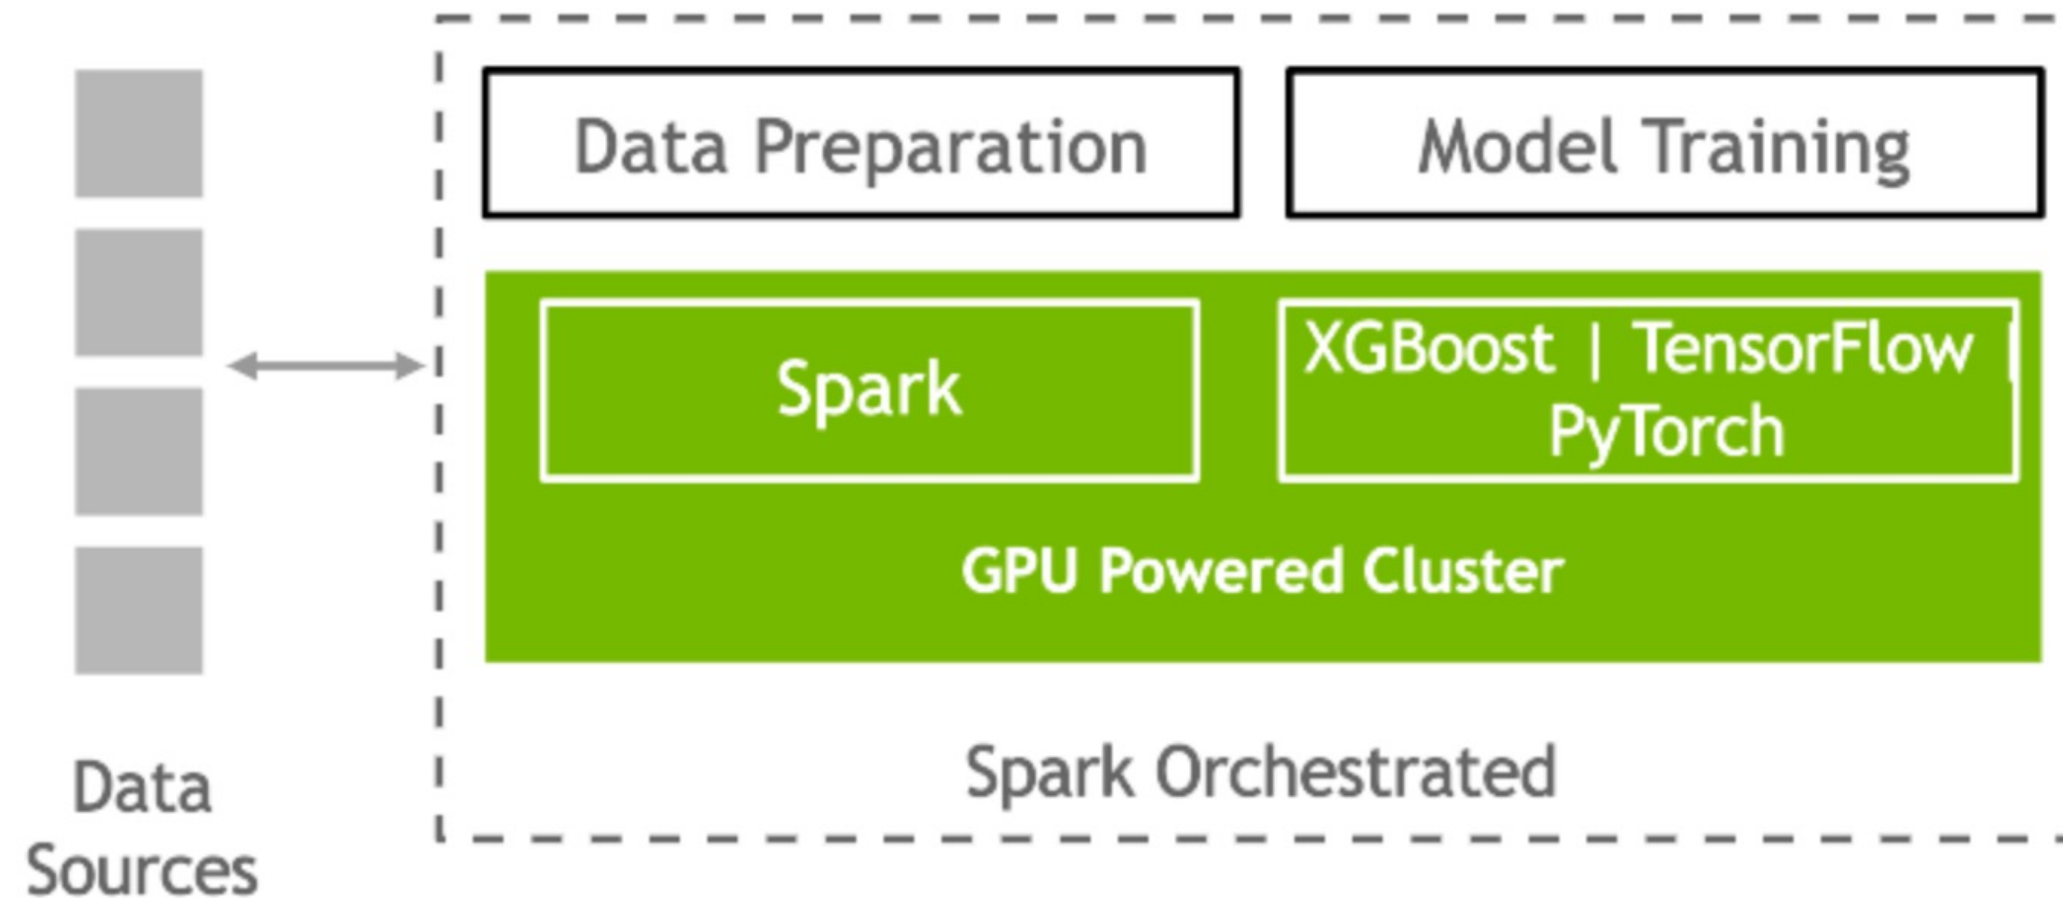 Data Preparation
Model Training
Spark
XGBoost | TensorFlow |
PyTorch
GPU Powered Cluster
Spark Orchestrated
Data
Sources